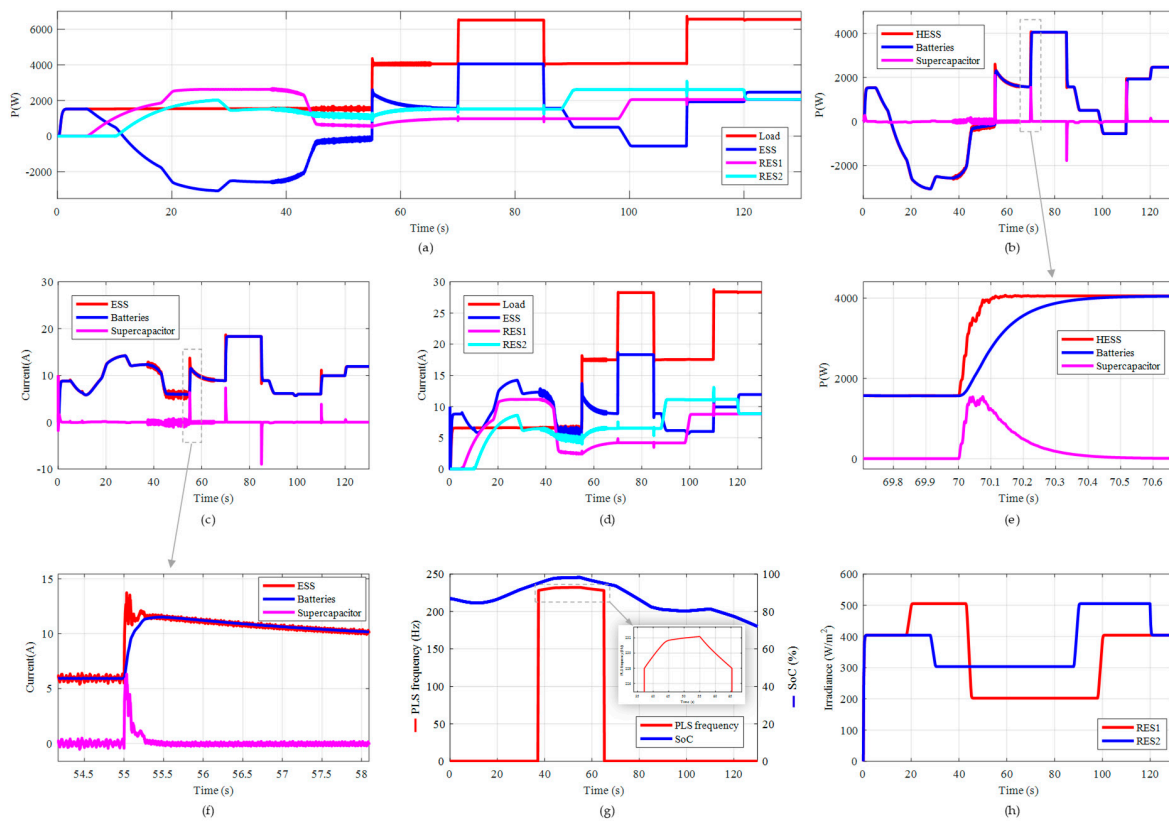 6000
4000
2000
0
-2000
P(W)
0
20
40
60
80
100
120
Time (s)
Load
ESS
RES1
RES2
(a)
4000
2000
0
-2000
P(W)
0
20
40
60
80
100
120
Time (s)
HESS
Batteries
Supercapacitor
(b)
30
20
10
0
-10
Current(A)
0
20
40
60
80
100
120
Time (s)
ESS
Batteries
Supercapacitor
(c)
30
25
20
15
10
5
0
Current(A)
0
20
40
60
80
100
120
Time (s)
Load
ESS
RES1
RES2
(d)
4000
2000
0
P(W)
69.8
69.9
70
70.1
70.2
70.3
70.4
70.5
70.6
Time (s)
HESS
Batteries
Supercapacitor
(e)
15
10
5
0
Current(A)
54.5
55
55.5
56
56.5
57
57.5
58
Time (s)
ESS
Batteries
Supercapacitor
(f)
250
200
150
100
50
0
PLS frequency (Hz)
100
80
60
40
20
0
SoC (%)
0
20
40
60
80
100
120
Time (s)
PLS frequency
SoC
(g)
600
500
400
300
200
100
0
Irradiance (W/m²)
0
20
40
60
80
100
120
Time (s)
RES1
RES2
(h)